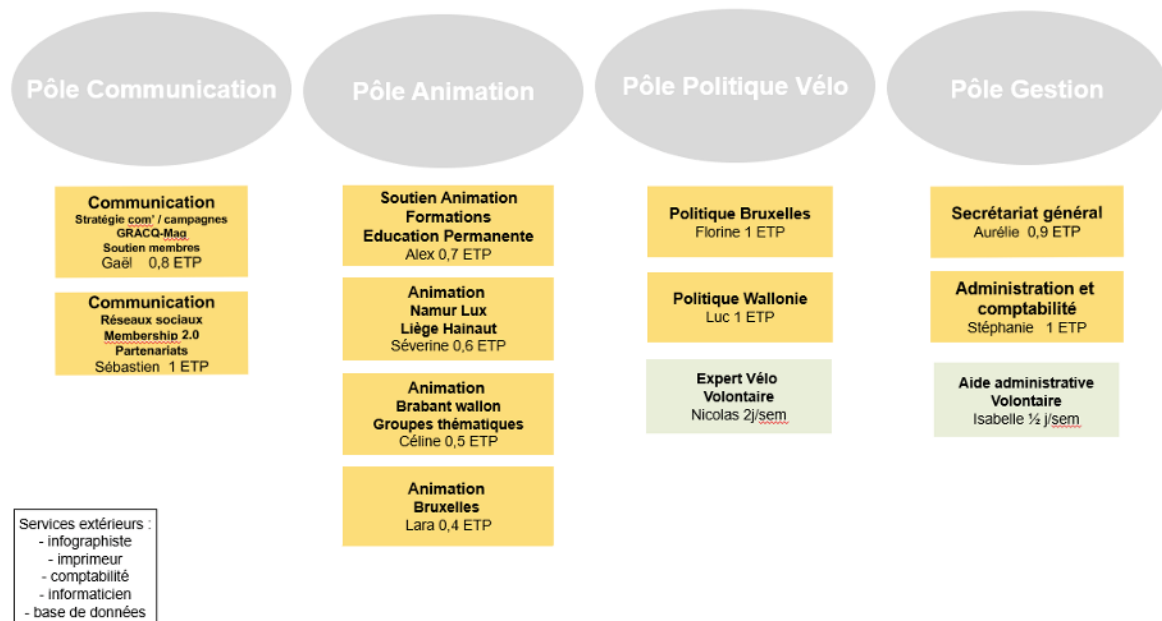 Pôle Communication
Pôle Animation
Pôle Politique Vélo
Pôle Gestion
Communication
Stratégie com' / campagnes
GRACQ-Mag
Soutien membres
Gaël 0,8 ETP
Communication
Réseaux sociaux
Membership 2.0
Partenariats
Sébastien 1 ETP
Soutien Animation
Formations
Education Permanente
Alex 0,7 ETP
Animation
Namur Lux
Liège Hainaut
Séverine 0,6 ETP
Animation
Brabant wallon
Groupes thématiques
Céline 0,5 ETP
Animation
Bruxelles
Lara 0,4 ETP
Politique Bruxelles
Florine 1 ETP
Politique Wallonie
Luc 1 ETP
Expert Vélo
Volontaire
Nicolas 2j/sem
Secrétariat général
Aurélie 0,9 ETP
Administration et
comptabilité
Stéphanie 1 ETP
Aide administrative
Volontaire
Isabelle ½ j/sem
Services extérieurs :
- infographiste
- imprimeur
- comptabilité
- informaticien
- base de données